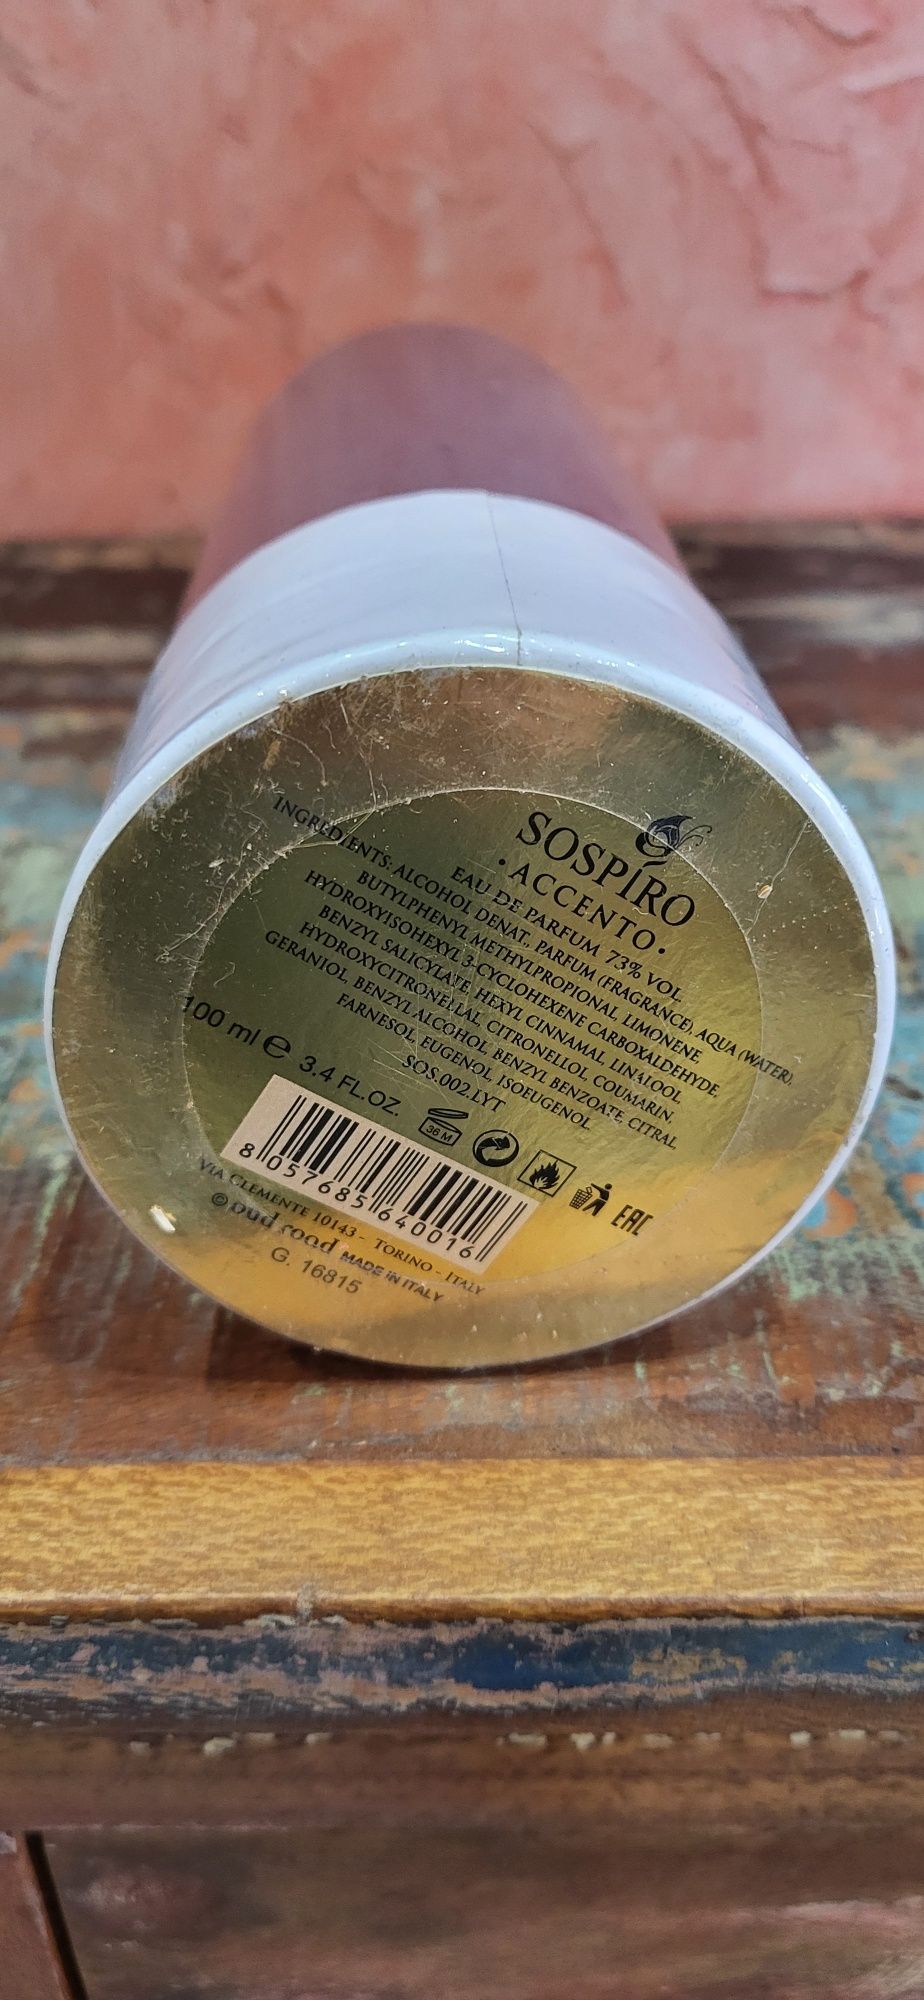 SOSPIRO
· ACCENTO ·
EAU DE PARFUM 73% VOL.
INGREDIENTS: ALCOHOL DENAT., PARFUM (FRAGRANCE), AQUA (WATER),
BUTYLPHENYL METHYLPROPIONAL, LIMONENE,
HYDROXYISOHEXYL 3-CYCLOHEXENE CARBOXALDEHYDE,
BENZYL SALICYLATE, HEXYL CINNAMAL, LINALOOL
HYDROXYCITRONELLAL, CITRONELLOL, COUMARIN,
GERANIOL, BENZYL ALCOHOL, BENZYL BENZOATE, CITRAL,
FARNESOL, EUGENOL, ISOEUGENOL.
SOS.002.LYT
100 ml ℮ 3.4 FL.OZ.
36 M
EAC
8 057685 640016
VIA CLEMENTE 10143 - TORINO - ITALY
© oud road MADE IN ITALY
G. 16815